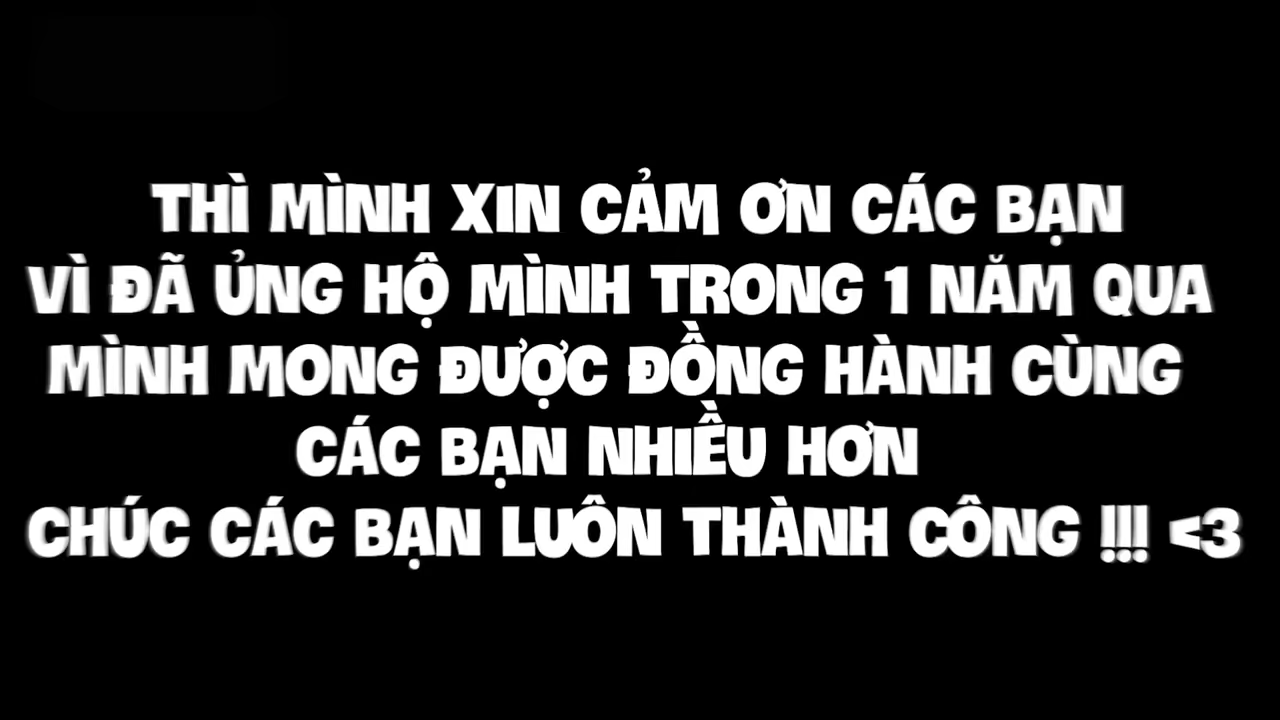 THÌ MÌNH XIN CẢM ƠN CÁC BẠN
VÌ ĐÃ ỦNG HỘ MÌNH TRONG 1 NĂM QUA
MÌNH MONG ĐƯỢC ĐỒNG HÀNH CÙNG
CÁC BẠN NHIỀU HƠN
CHÚC CÁC BẠN LUÔN THÀNH CÔNG !!! <3